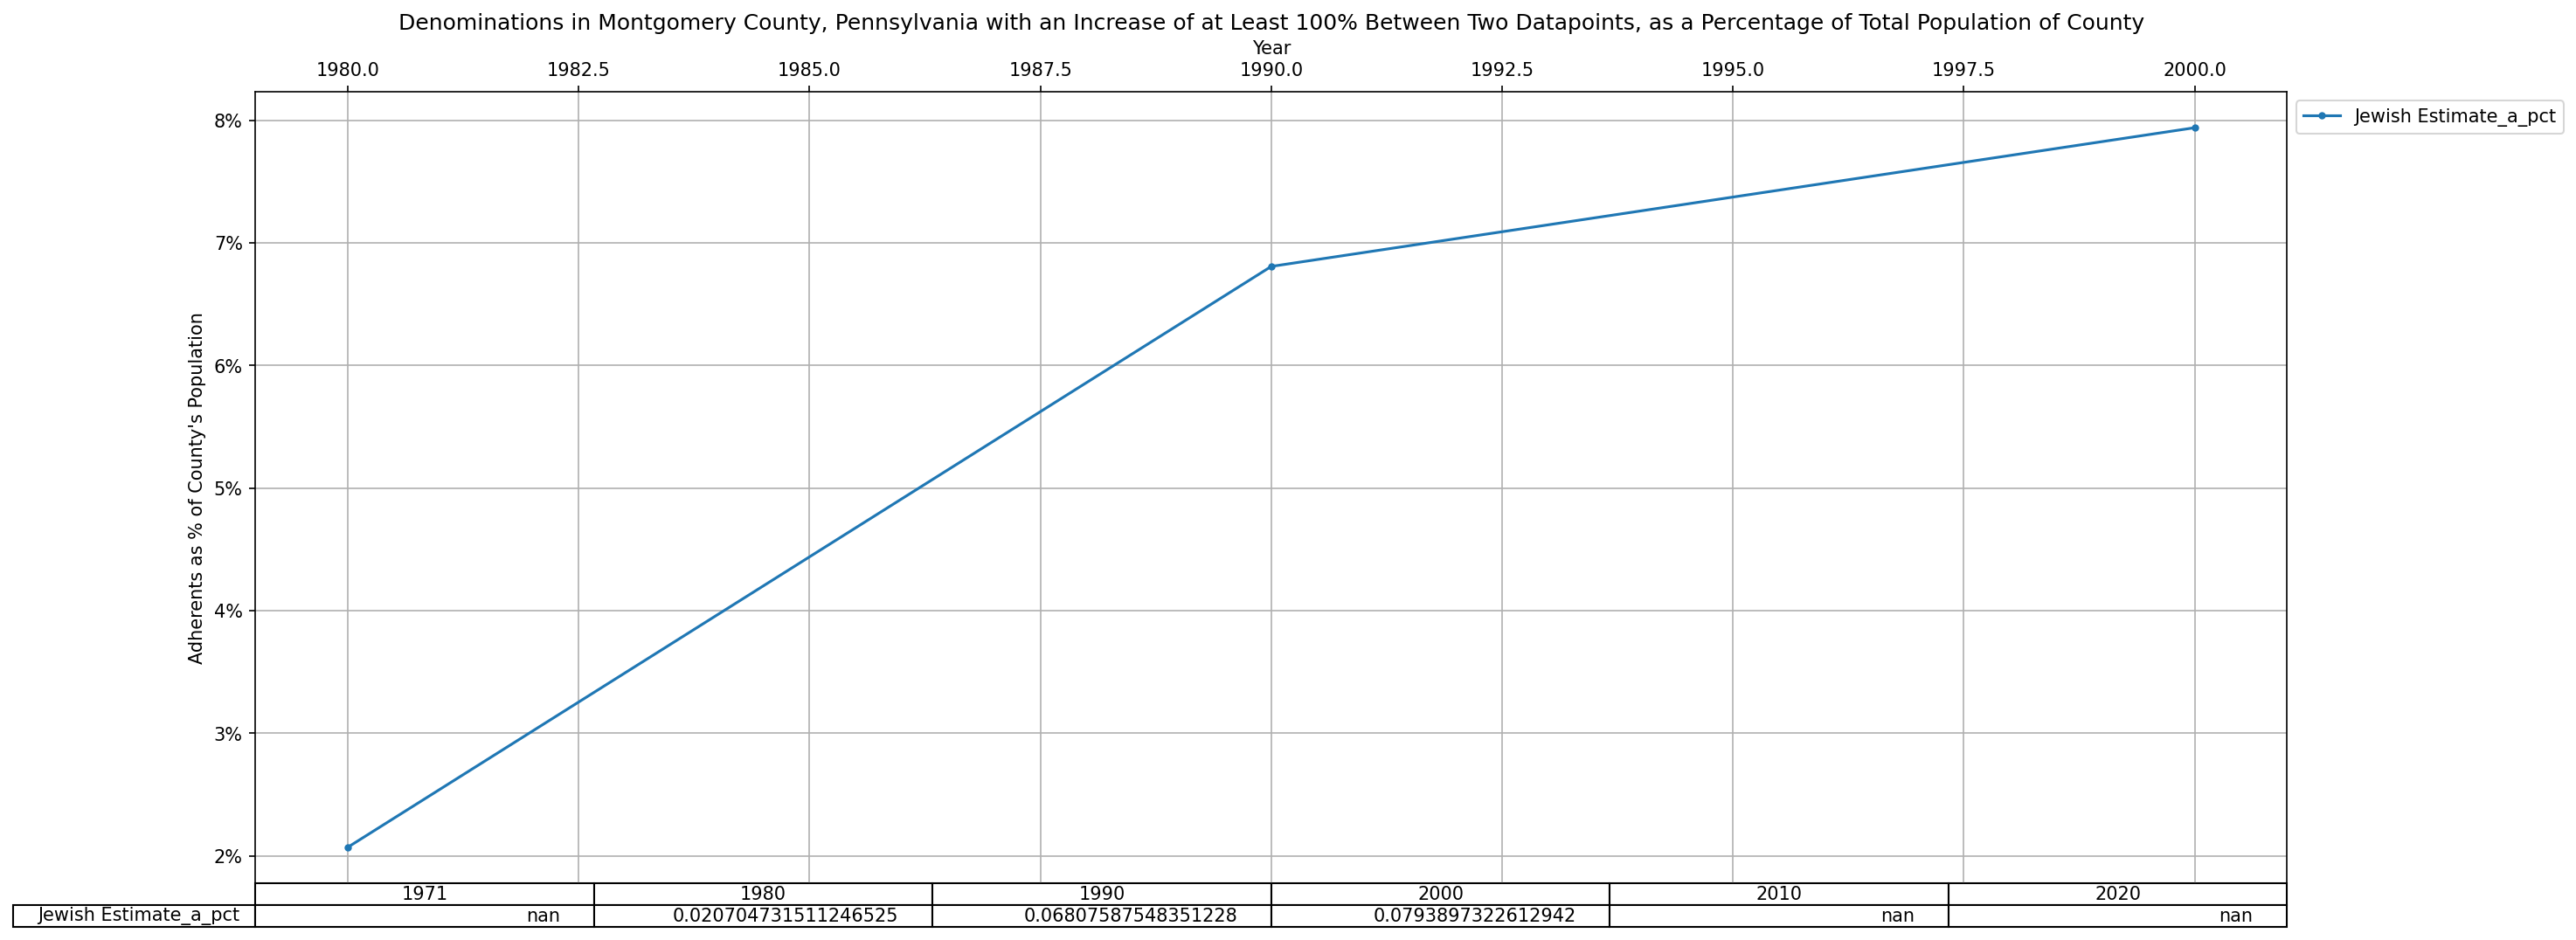 Denominations in Montgomery County, Pennsylvania with an Increase of at Least 100% Between Two Datapoints, as a Percentage of Total Population of County
Year
1980.0 1982.5 1985.0 1987.5 1990.0 1992.5 1995.0 1997.5 2000.0
Jewish Estimate_a_pct
Adherents as % of County's Population
8%
7%
6%
5%
4%
3%
2%
1971 1980 1990 2000 2010 2020
Jewish Estimate_a_pct nan 0.020704731511246525 0.06807587548351228 0.0793897322612942 nan nan